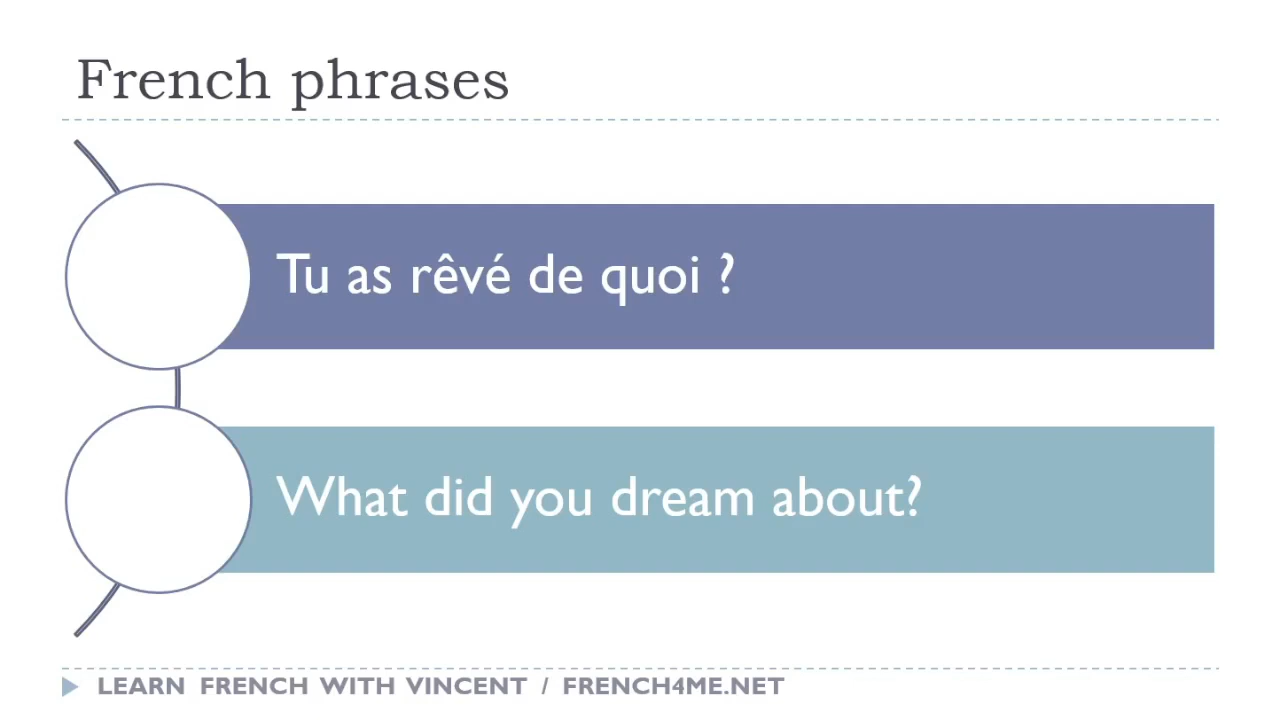 French phrases
Tu as rêvé de quoi ?
What did you dream about?
LEARN FRENCH WITH VINCENT / FRENCH4ME.NET